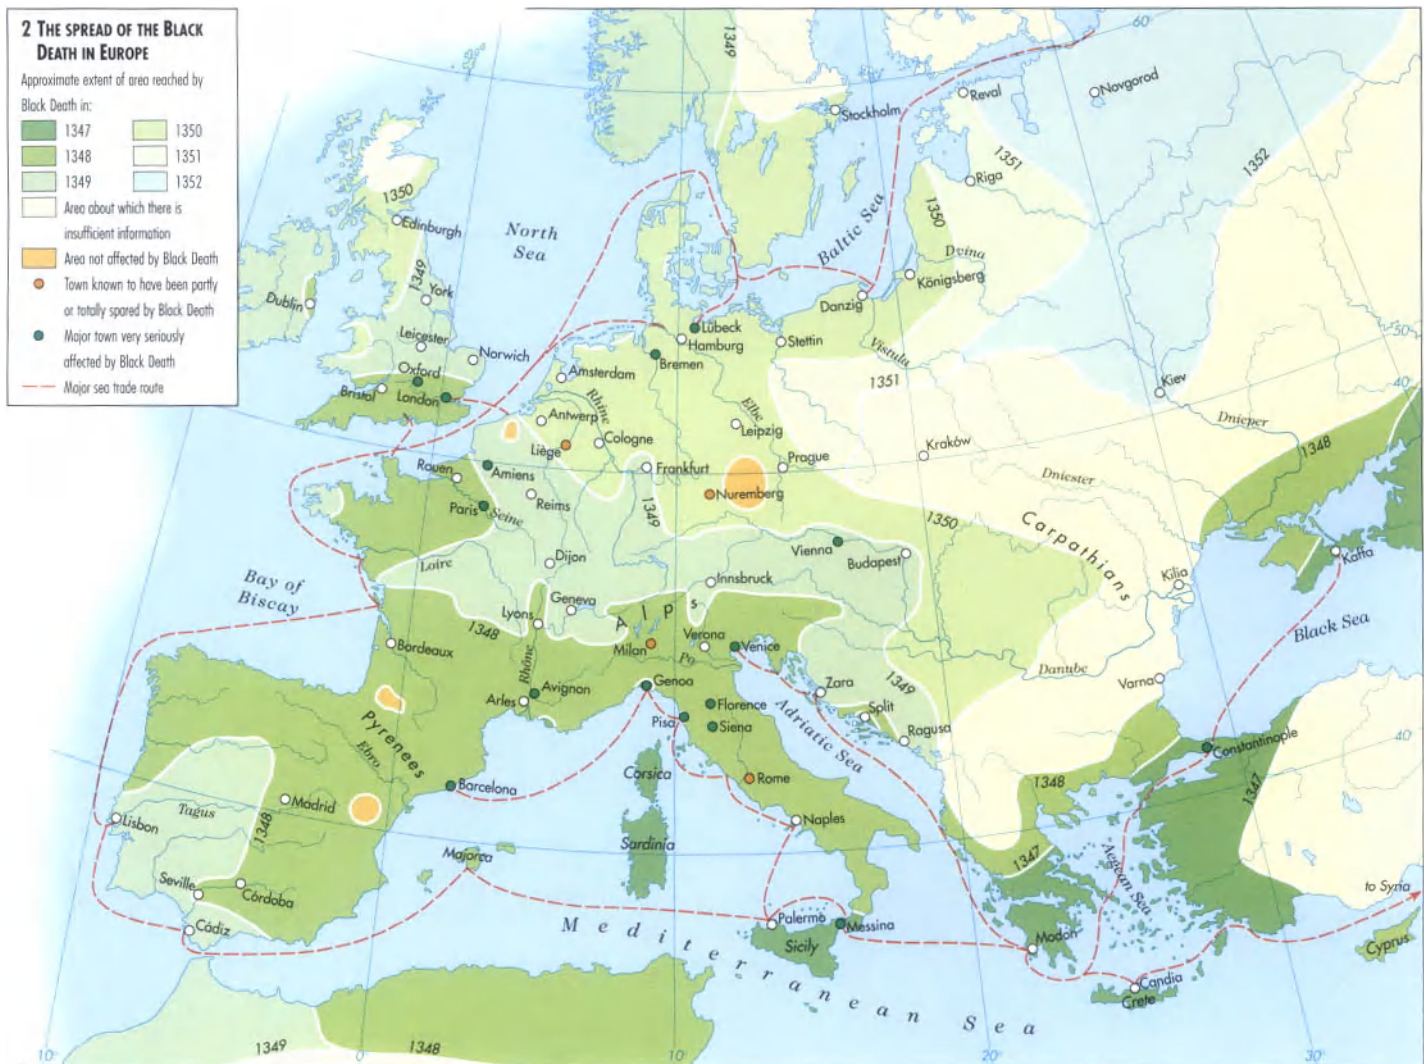 2 THE SPREAD OF THE BLACK
DEATH IN EUROPE
Approximate extent of area reached by
Black Death in:
1347
1350
1348
1351
1349
1352
Area about which there is
insufficient information
Area not affected by Black Death
Town known to have been partly
or totally spared by Black Death
Major town very seriously
affected by Black Death
Major sea trade route
1349
60°
Novgorod
Reval
Stockholm
1351
1352
Riga
1350
1350
Edinburgh
North
Sea
Baltic Sea
Dvina
Königsberg
1349
York
Dublin
Danzig
Lübeck
Hamburg
Stettin
50°
Leicester
Norwich
Bremen
Vistula
Oxford
Amsterdam
1351
Kiev
40°
Bristol
London
Rhine
Elbe
Antwerp
Leipzig
Dnieper
Liège
Cologne
Kraków
1348
Rouen
Amiens
Frankfurt
Prague
Dniester
Reims
Nuremberg
Paris
Seine
1349
1350
Carpathians
Vienna
Budapest
Kaffa
Loire
Dijon
Innsbruck
Kilia
Bay of
Biscay
Geneva
Lyons
Alps
1348
Black Sea
Bordeaux
Milan
Verona
Venice
Po
Danube
Rhône
Varna
Avignon
Genoa
Zara
1349
Arles
Florence
Split
Pyrenees
Pisa
Siena
Adriatic Sea
Ragusa
Constantinople
40°
Ebro
Corsica
Rome
Barcelona
1348
1347
Madrid
Tagus
Lisbon
1348
Naples
Sardinia
Majorca
1347
Aegean Sea
Seville
Córdoba
to Syria
Cádiz
Palermo
Messina
Modon
Sicily
Cyprus
Mediterranean Sea
Candia
Crete
1349
1348
10°
0°
10°
20°
30°